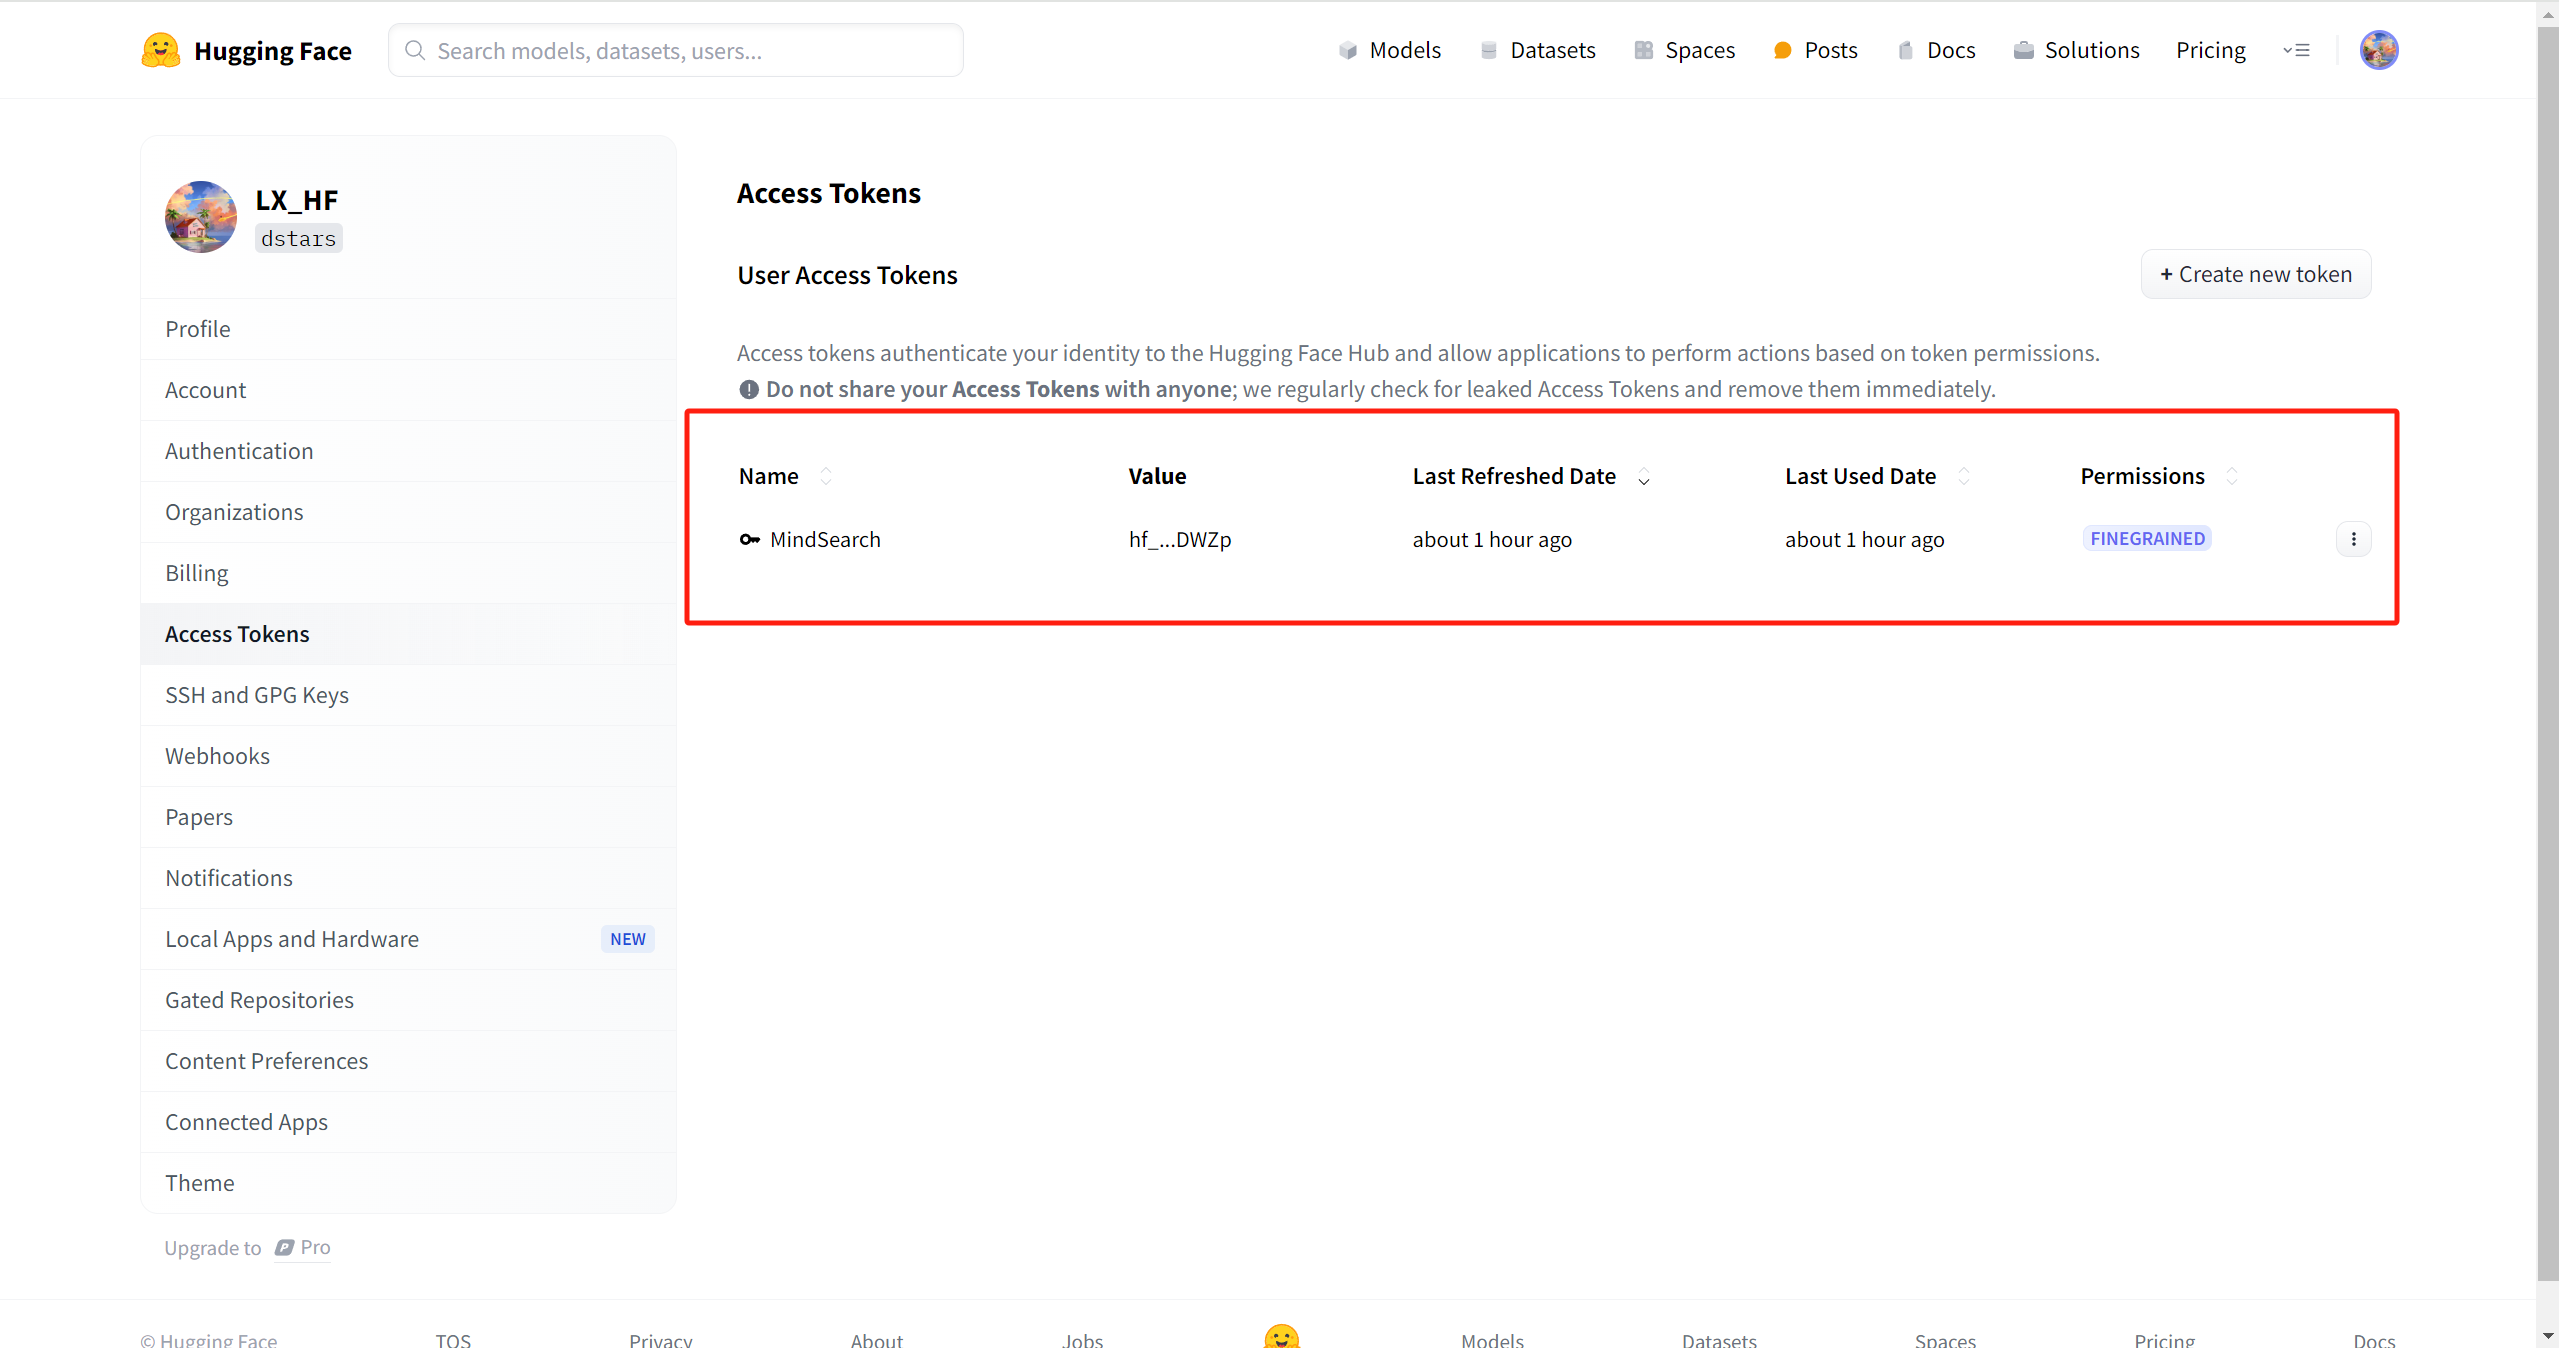 Hugging Face
Search models, datasets, users...
Models
Datasets
Spaces
Posts
Docs
Solutions
Pricing
LX_HF
dstars
Profile
Account
Authentication
Organizations
Billing
Access Tokens
SSH and GPG Keys
Webhooks
Papers
Notifications
Local Apps and Hardware NEW
Gated Repositories
Content Preferences
Connected Apps
Theme
Upgrade to Pro
Access Tokens
User Access Tokens
+ Create new token
Access tokens authenticate your identity to the Hugging Face Hub and allow applications to perform actions based on token permissions.
Do not share your Access Tokens with anyone; we regularly check for leaked Access Tokens and remove them immediately.
Name Value Last Refreshed Date Last Used Date Permissions
MindSearch hf_...DWZp about 1 hour ago about 1 hour ago FINEGRAINED
© Hugging Face TOS Privacy About Jobs Models Datasets Spaces Pricing Docs